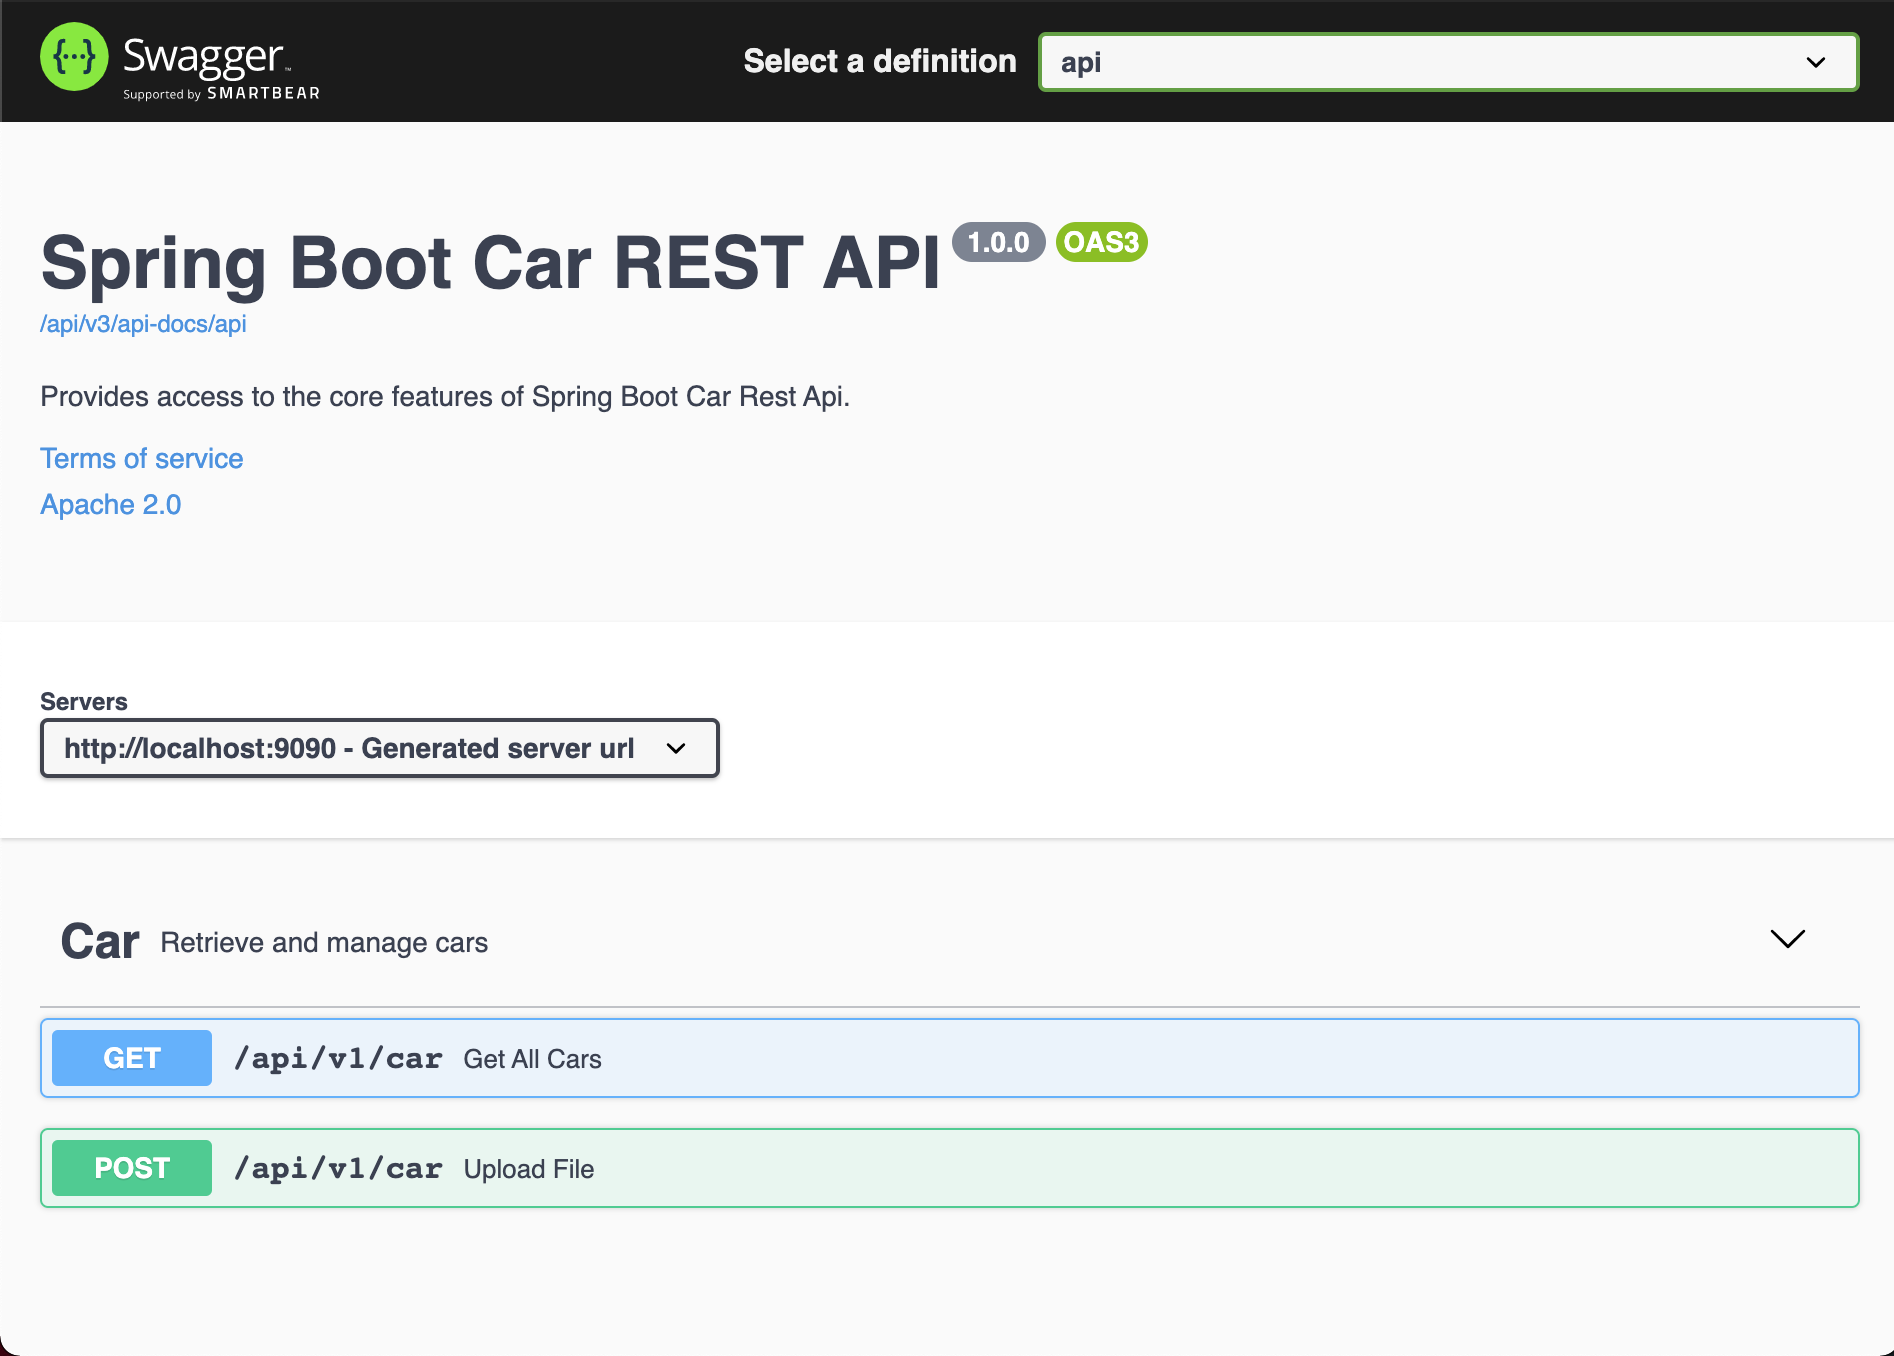 {···} Swagger™
Supported by SMARTBEAR
Select a definition
api
Spring Boot Car REST API 1.0.0 OAS3
/api/v3/api-docs/api
Provides access to the core features of Spring Boot Car Rest Api.
Terms of service
Apache 2.0
Servers
http://localhost:9090 - Generated server url
Car Retrieve and manage cars
GET /api/v1/car Get All Cars
POST /api/v1/car Upload File